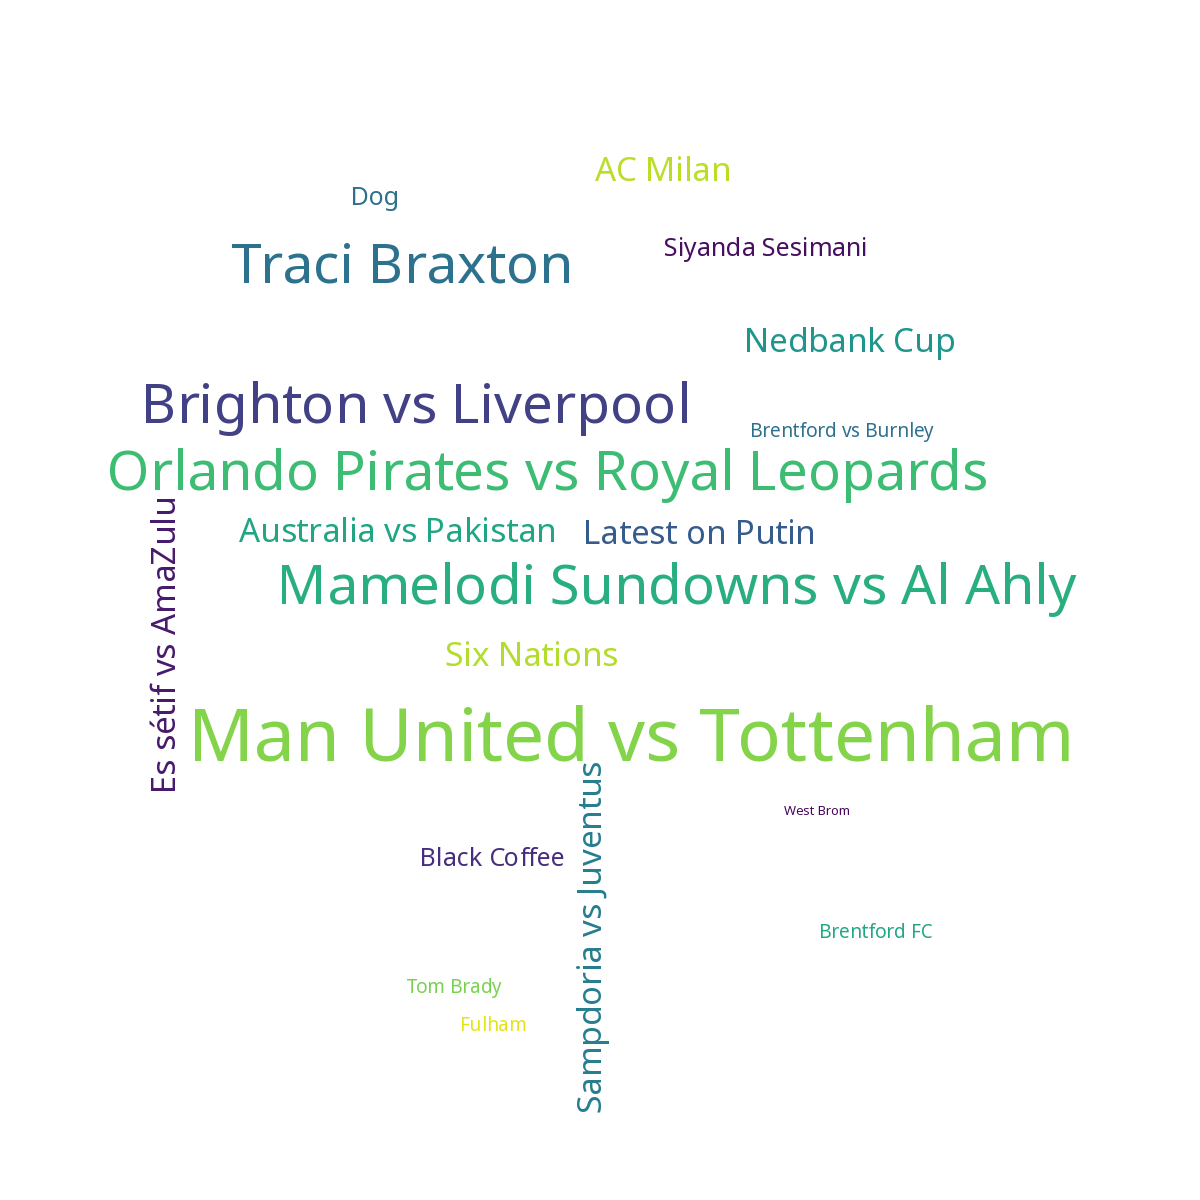 AC Milan
Dog
Siyanda Sesimani
Traci Braxton
Nedbank Cup
Brighton vs Liverpool
Brentford vs Burnley
Orlando Pirates vs Royal Leopards
Es sétif vs AmaZulu
Australia vs Pakistan
Latest on Putin
Mamelodi Sundowns vs Al Ahly
Six Nations
Man United vs Tottenham
Sampdoria vs Juventus
West Brom
Black Coffee
Brentford FC
Tom Brady
Fulham